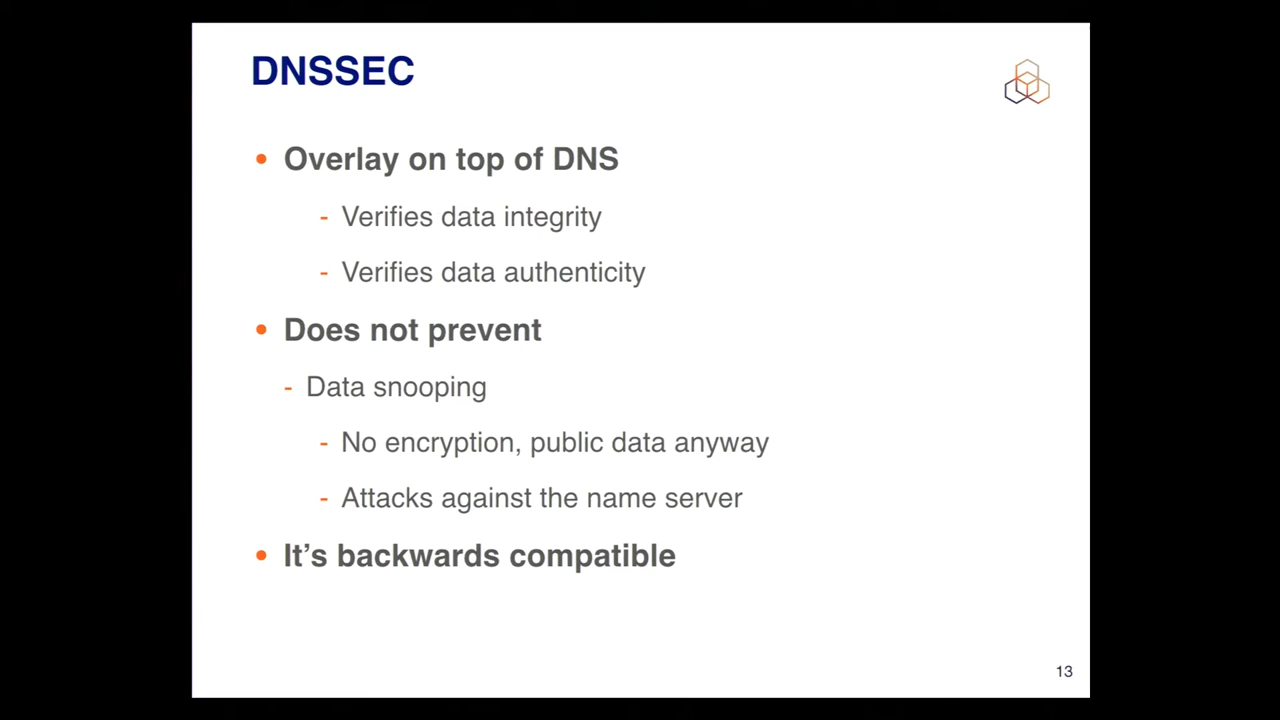 DNSSEC
• Overlay on top of DNS
- Verifies data integrity
- Verifies data authenticity
• Does not prevent
- Data snooping
- No encryption, public data anyway
- Attacks against the name server
• It’s backwards compatible
13